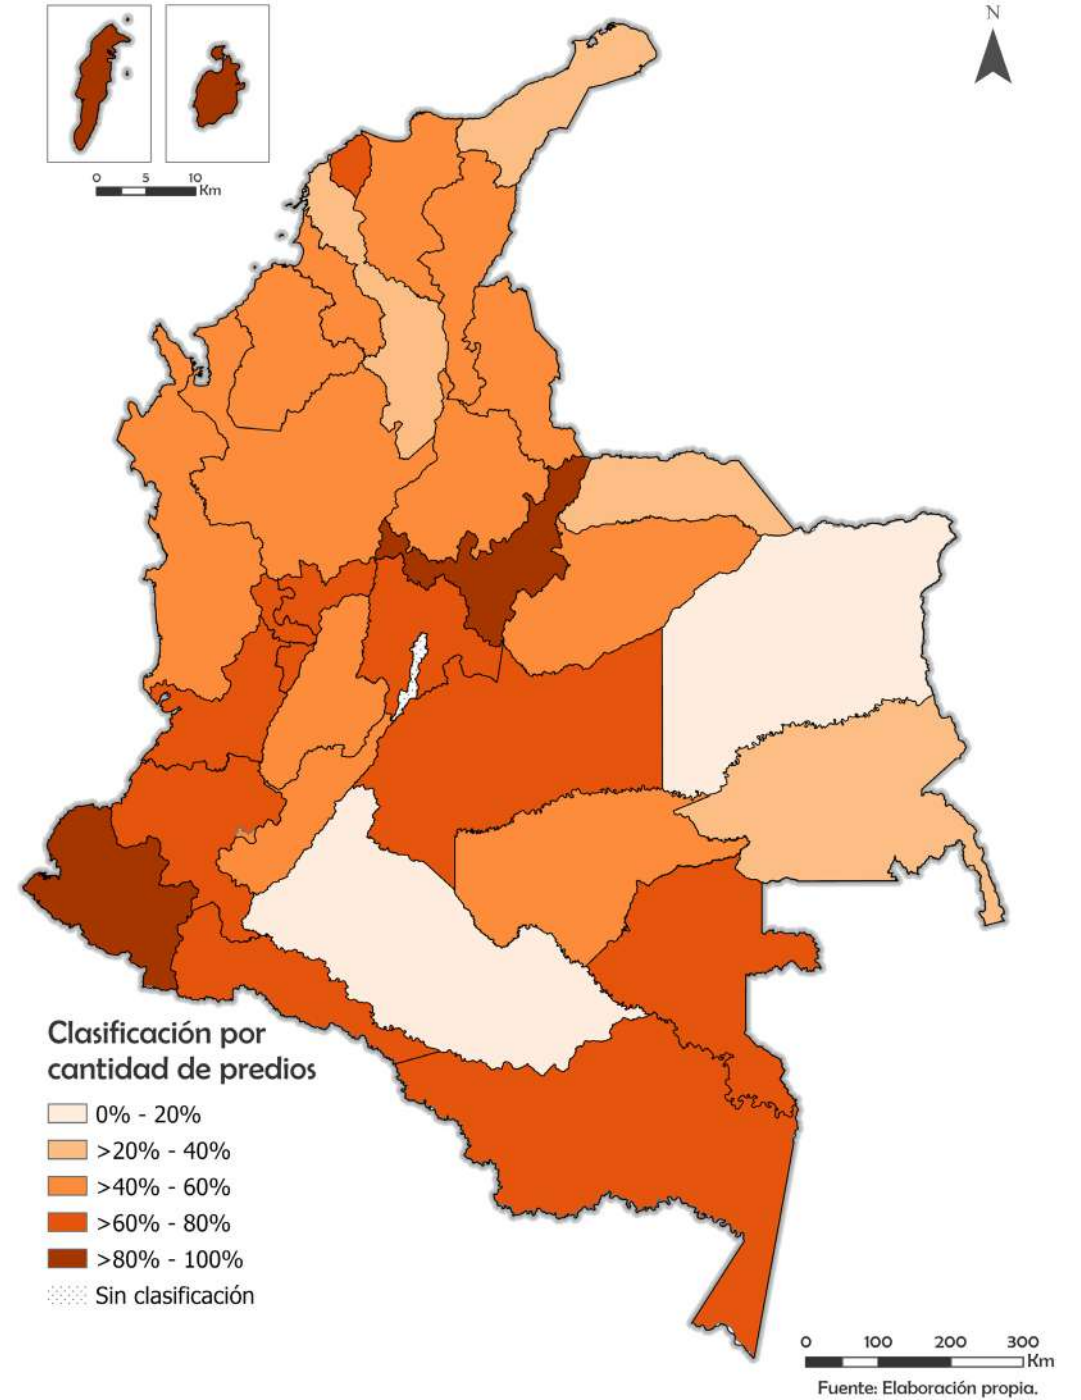 N
0 5 10
Km
Clasificación por
cantidad de predios
0% - 20%
>20% - 40%
>40% - 60%
>60% - 80%
>80% - 100%
Sin clasificación
0 100 200 300
Km
Fuente: Elaboración propia.